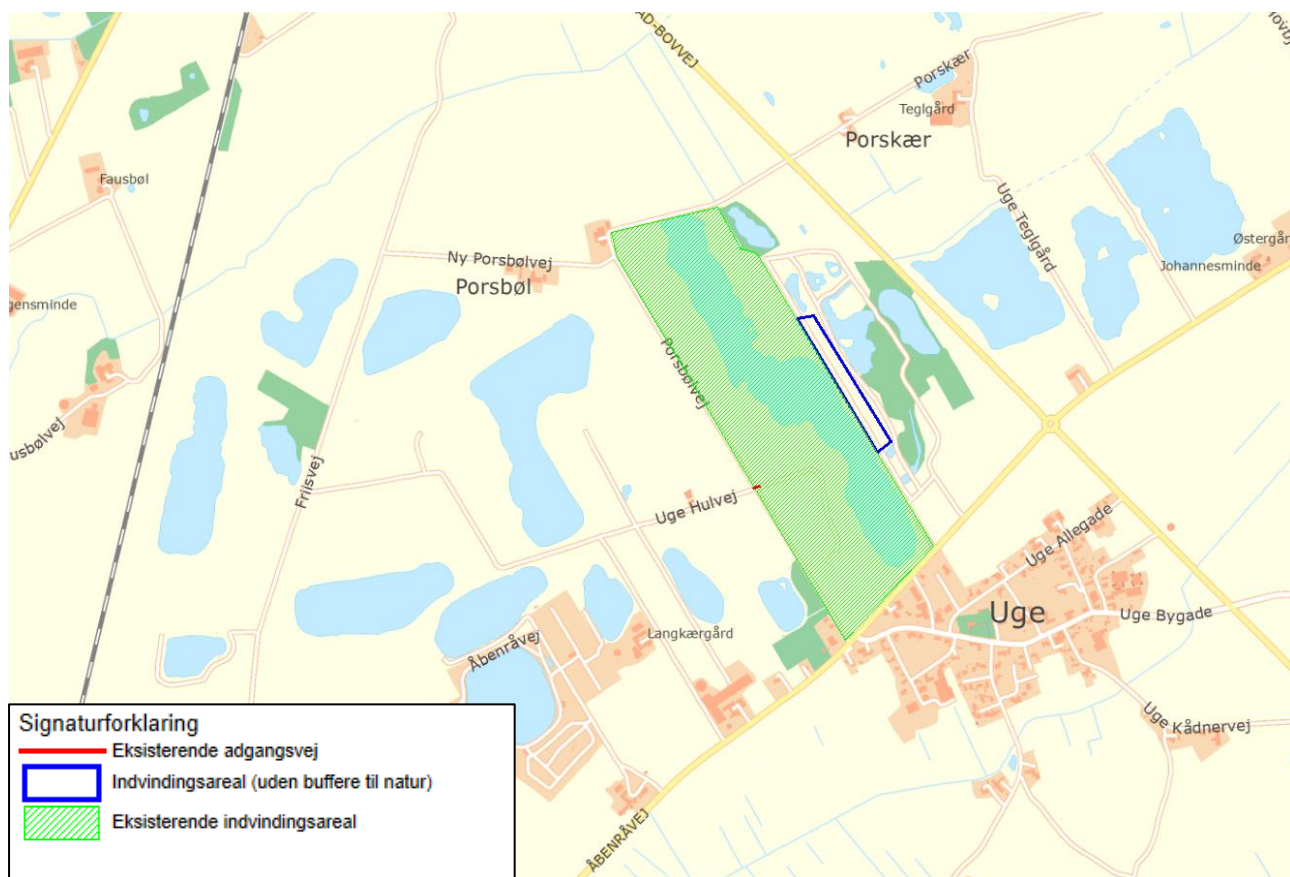 AD-BOVVEJ
Porskær
Teglgård
Porskær
Fausbøl
Uge Teglgård
Østergår
Johannesminde
Ny Porsbølvej
Porsbøl
gensminde
Porsbølvej
usbølvej
Friisvej
Uge Hulvej
Uge Allegade
Uge
Uge Bygade
Langkærgård
Åbenråvej
Uge Kådnervej
ÅBENRÅVEJ
Signaturforklaring
Eksisterende adgangsvej
Indvindingsareal (uden buffere til natur)
Eksisterende indvindingsareal